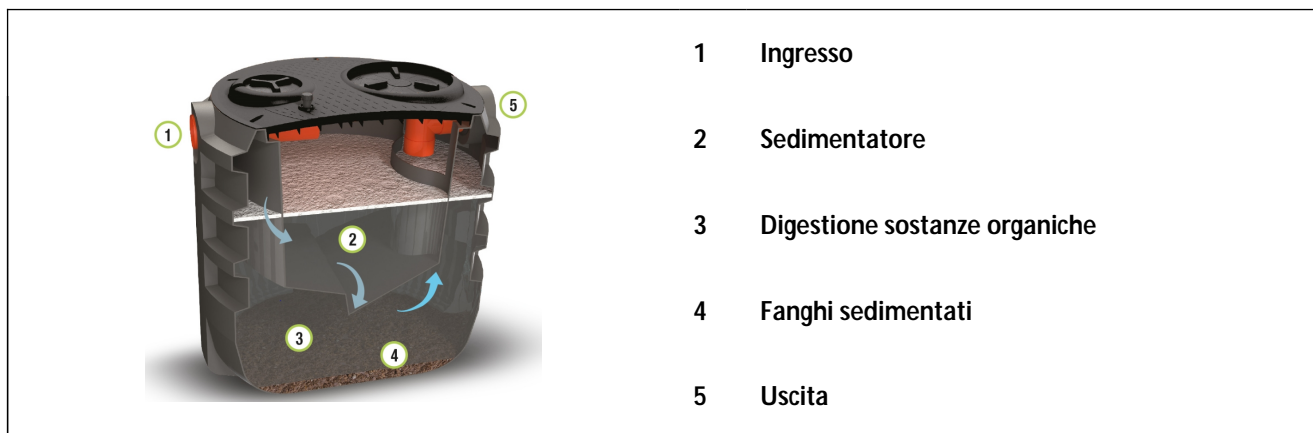 1 Ingresso
5
1
2 Sedimentatore
2
3 Digestione sostanze organiche
3
4 Fanghi sedimentati
4
5 Uscita